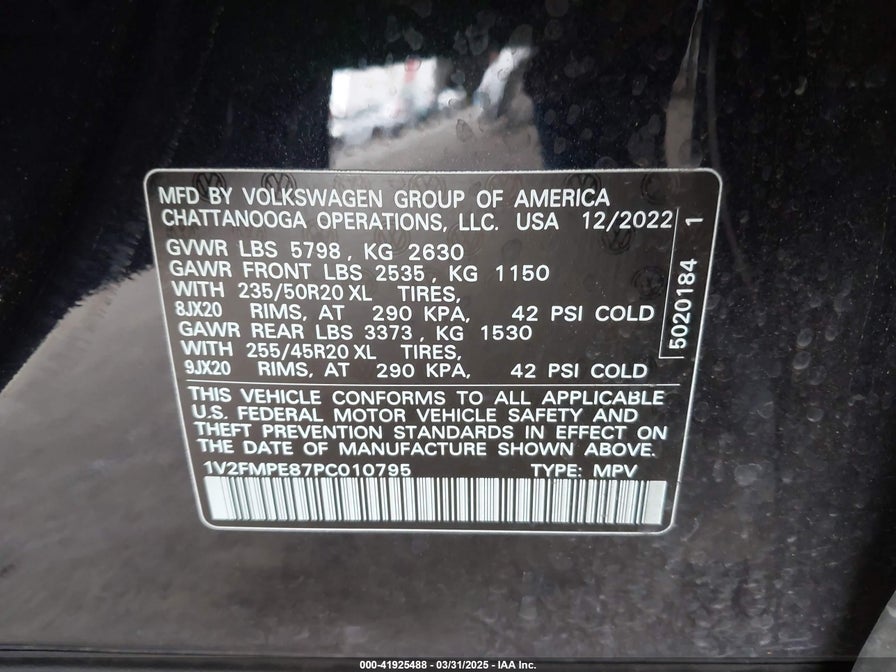 MFD BY VOLKSWAGEN GROUP OF AMERICA
CHATTANOOGA OPERATIONS, LLC. USA 12/2022
GVWR LBS 5798 , KG 2630
GAWR FRONT LBS 2535 , KG 1150
WITH 235/50R20 XL TIRES,
8JX20 RIMS, AT 290 KPA, 42 PSI COLD
GAWR REAR LBS 3373 , KG 1530
WITH 255/45R20 XL TIRES,
9JX20 RIMS, AT 290 KPA, 42 PSI COLD
5020184 1
THIS VEHICLE CONFORMS TO ALL APPLICABLE
U.S. FEDERAL MOTOR VEHICLE SAFETY AND
THEFT PREVENTION STANDARDS IN EFFECT ON
THE DATE OF MANUFACTURE SHOWN ABOVE.
1V2FMPE87PC010795 TYPE: MPV
000-41925488 - 03/31/2025 - IAA Inc.